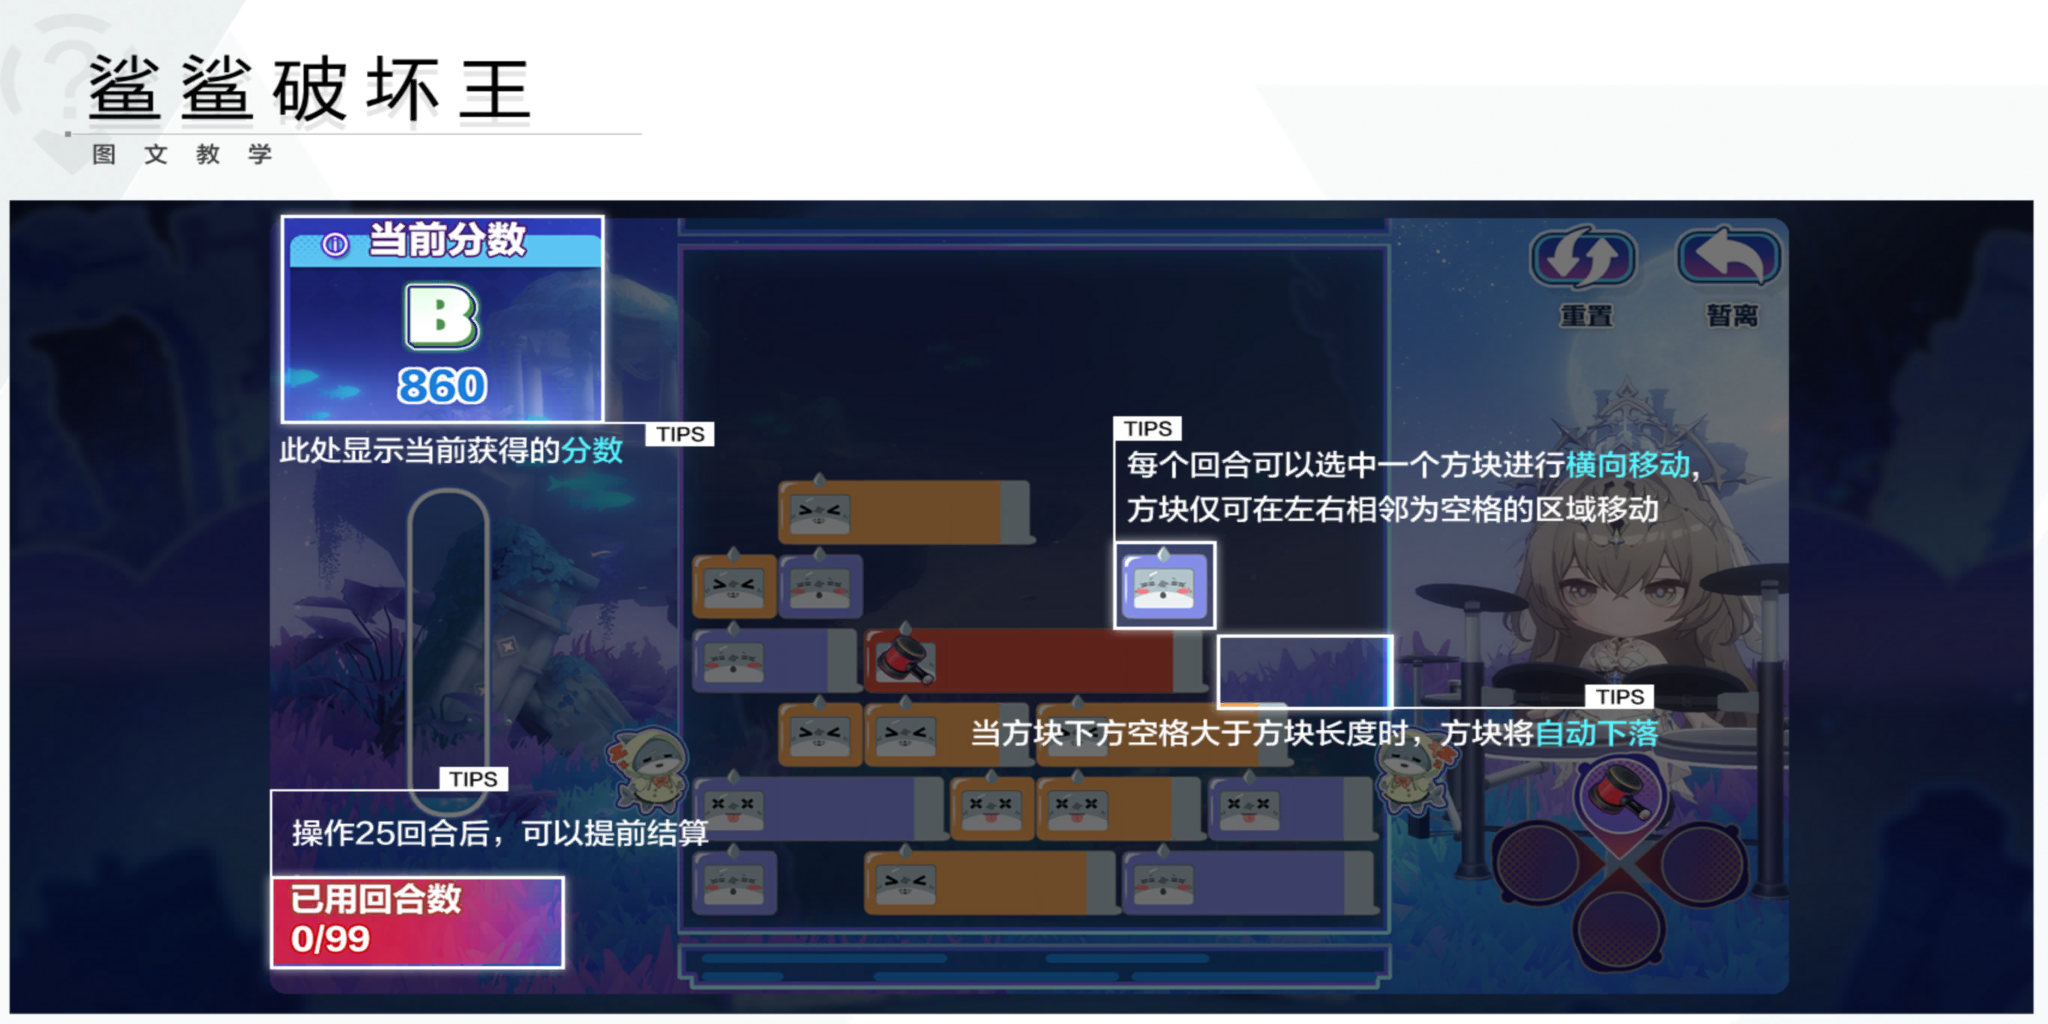 鲨鲨破坏王
图文教学
当前分数
B
860
TIPS
此处显示当前获得的分数
重置
暂离
TIPS
每个回合可以选中一个方块进行横向移动，
方块仅可在左右相邻为空格的区域移动
TIPS
当方块下方空格大于方块长度时，方块将自动下落
TIPS
操作25回合后，可以提前结算
已用回合数
0/99